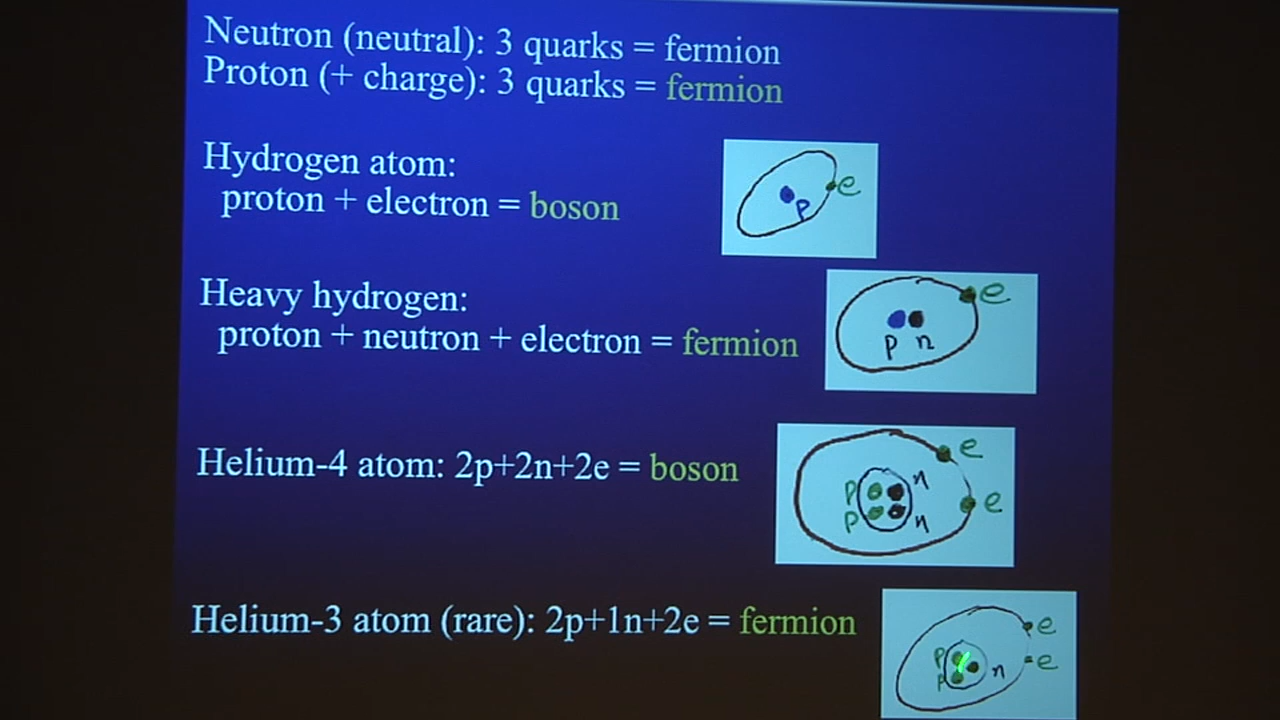 Neutron (neutral): 3 quarks = fermion
Proton (+ charge): 3 quarks = fermion
Hydrogen atom:
proton + electron = boson
e
p
Heavy hydrogen:
proton + neutron + electron = fermion
e
p n
Helium-4 atom: 2p+2n+2e = boson
e
p n
e
p n
Helium-3 atom (rare): 2p+1n+2e = fermion
e
p e
p n